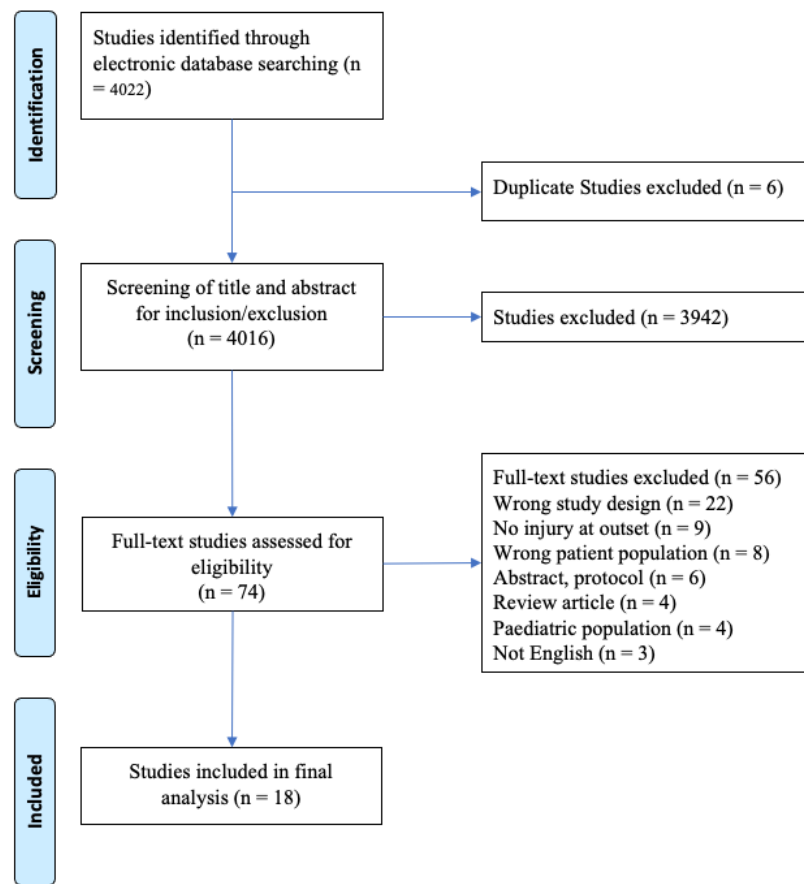 Identification
Studies identified through
electronic database searching (n
= 4022)
Duplicate Studies excluded (n = 6)
Screening
Screening of title and abstract
for inclusion/exclusion
(n = 4016)
Studies excluded (n = 3942)
Eligibility
Full-text studies assessed for
eligibility
(n = 74)
Full-text studies excluded (n = 56)
Wrong study design (n = 22)
No injury at outset (n = 9)
Wrong patient population (n = 8)
Abstract, protocol (n = 6)
Review article (n = 4)
Paediatric population (n = 4)
Not English (n = 3)
Included
Studies included in final
analysis (n = 18)